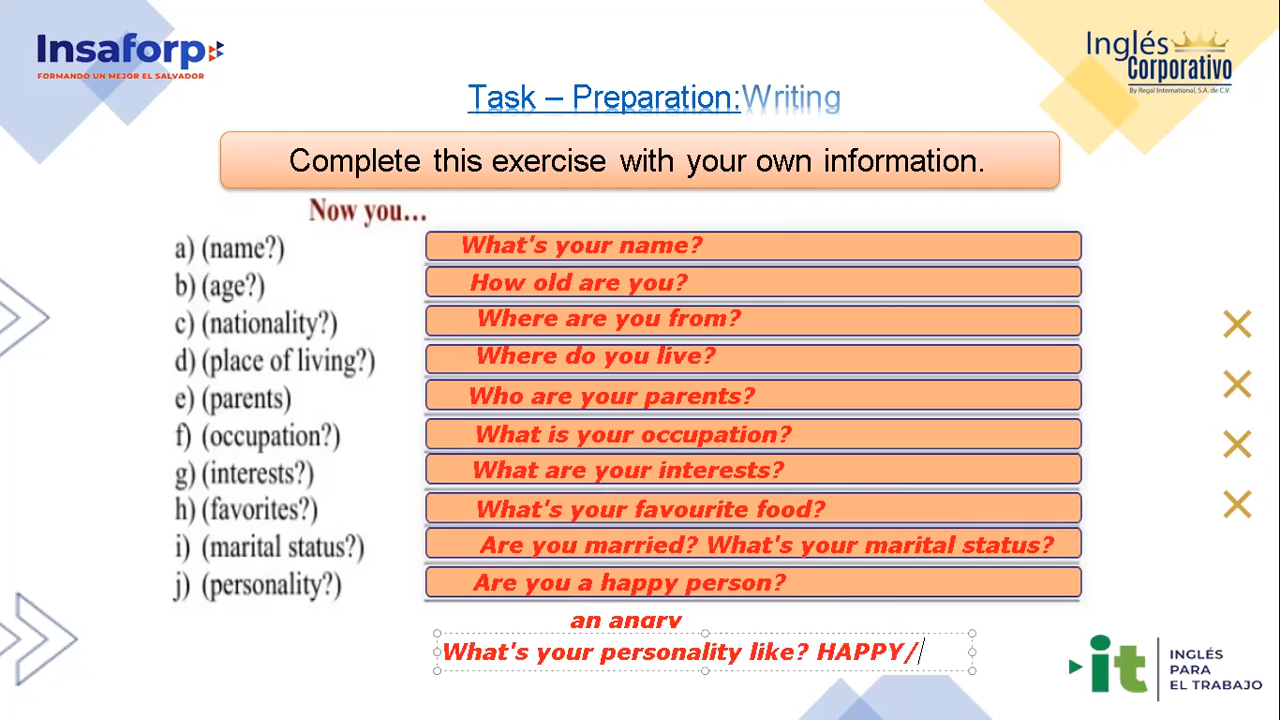 Insaforp
FORMANDO UN MEJOR EL SALVADOR
Inglés
Corporativo
By Regal International, S.A. de C.V.
Task – Preparation:Writing
Complete this exercise with your own information.
Now you...
a) (name?) What's your name?
b) (age?) How old are you?
c) (nationality?) Where are you from?
d) (place of living?) Where do you live?
e) (parents) Who are your parents?
f) (occupation?) What is your occupation?
g) (interests?) What are your interests?
h) (favorites?) What's your favourite food?
i) (marital status?) Are you married? What's your marital status?
j) (personality?) Are you a happy person?
an angry
What's your personality like? HAPPY/
it INGLÉS
PARA
EL TRABAJO